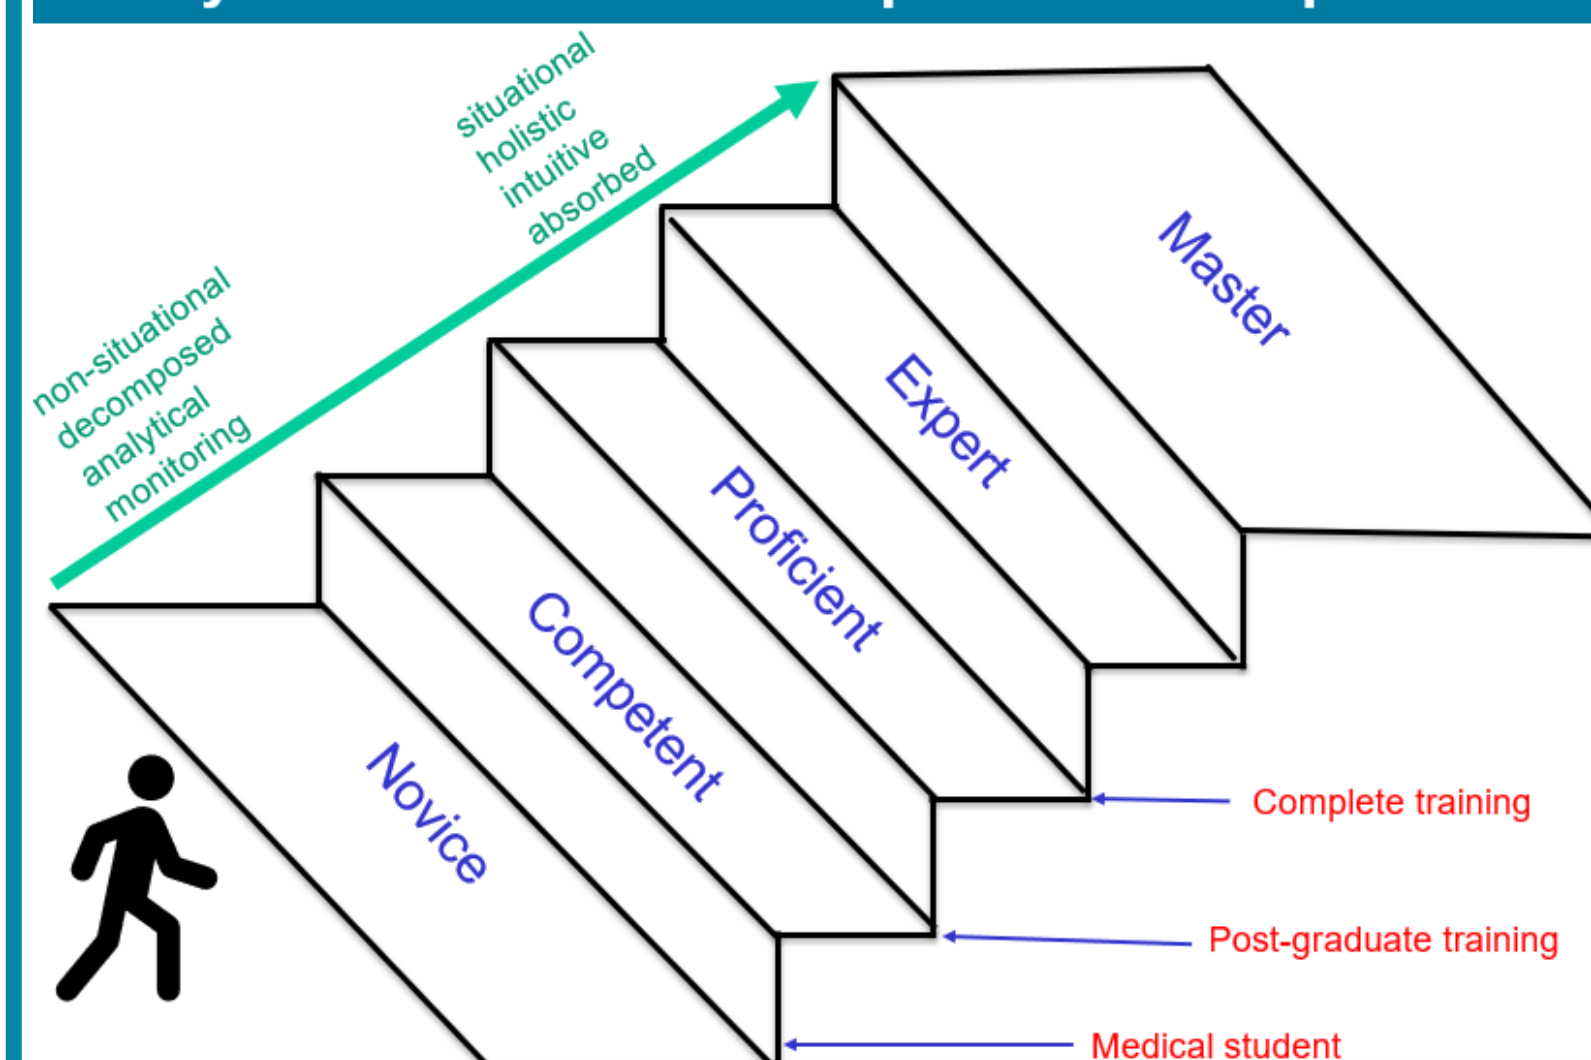 situational
holistic
intuitive
absorbed
non-situational
decomposed
analytical
monitoring
Master
Expert
Proficient
Competent
Novice
Complete training
Post-graduate training
Medical student